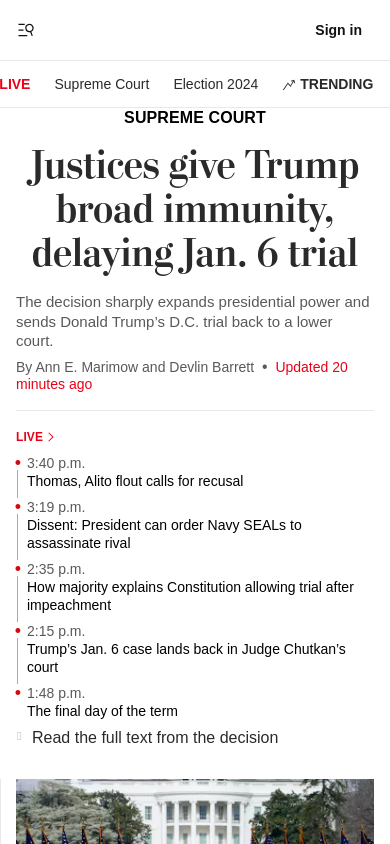 Sign in
LIVE Supreme Court Election 2024 TRENDING
SUPREME COURT
Justices give Trump
broad immunity,
delaying Jan. 6 trial
The decision sharply expands presidential power and
sends Donald Trump’s D.C. trial back to a lower
court.
By Ann E. Marimow and Devlin Barrett • Updated 20
minutes ago
LIVE
3:40 p.m.
Thomas, Alito flout calls for recusal
3:19 p.m.
Dissent: President can order Navy SEALs to
assassinate rival
2:35 p.m.
How majority explains Constitution allowing trial after
impeachment
2:15 p.m.
Trump’s Jan. 6 case lands back in Judge Chutkan’s
court
1:48 p.m.
The final day of the term
Read the full text from the decision